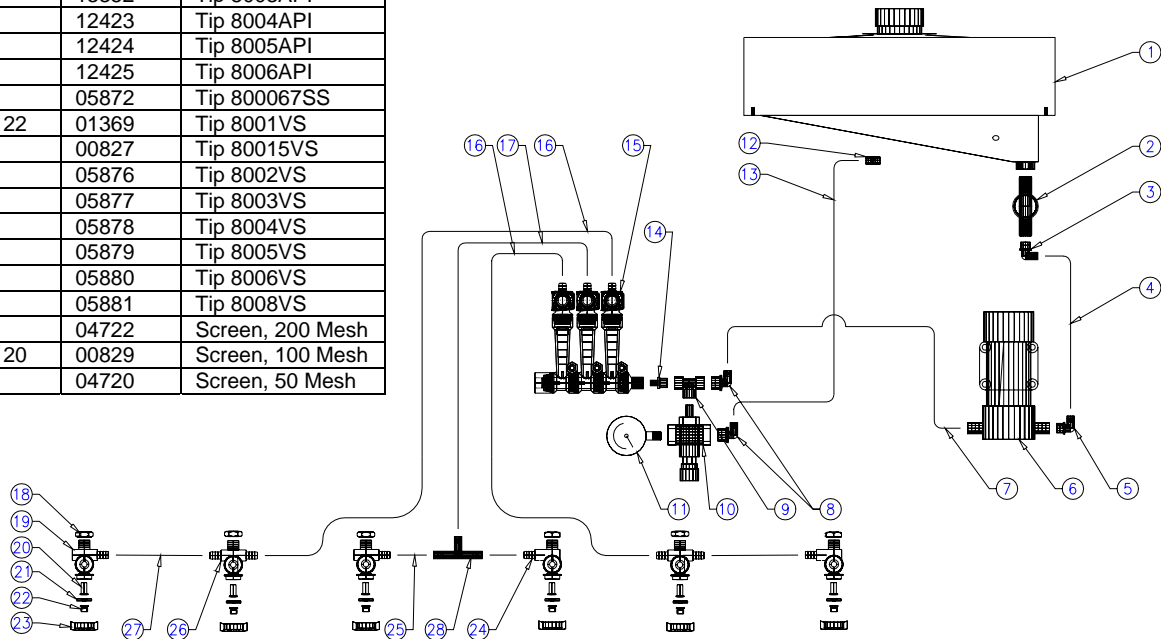 12423 Tip 8004API
12424 Tip 8005API
12425 Tip 8006API
05872 Tip 800067SS
22 01369 Tip 8001VS
00827 Tip 80015VS
05876 Tip 8002VS
05877 Tip 8003VS
05878 Tip 8004VS
05879 Tip 8005VS
05880 Tip 8006VS
05881 Tip 8008VS
04722 Screen, 200 Mesh
20 00829 Screen, 100 Mesh
04720 Screen, 50 Mesh
1
16 17 16 15 12 2
13 3
14
4
11 10 9 8 7 6 5
18
19
20
21
22
23 27 26 25 28 24